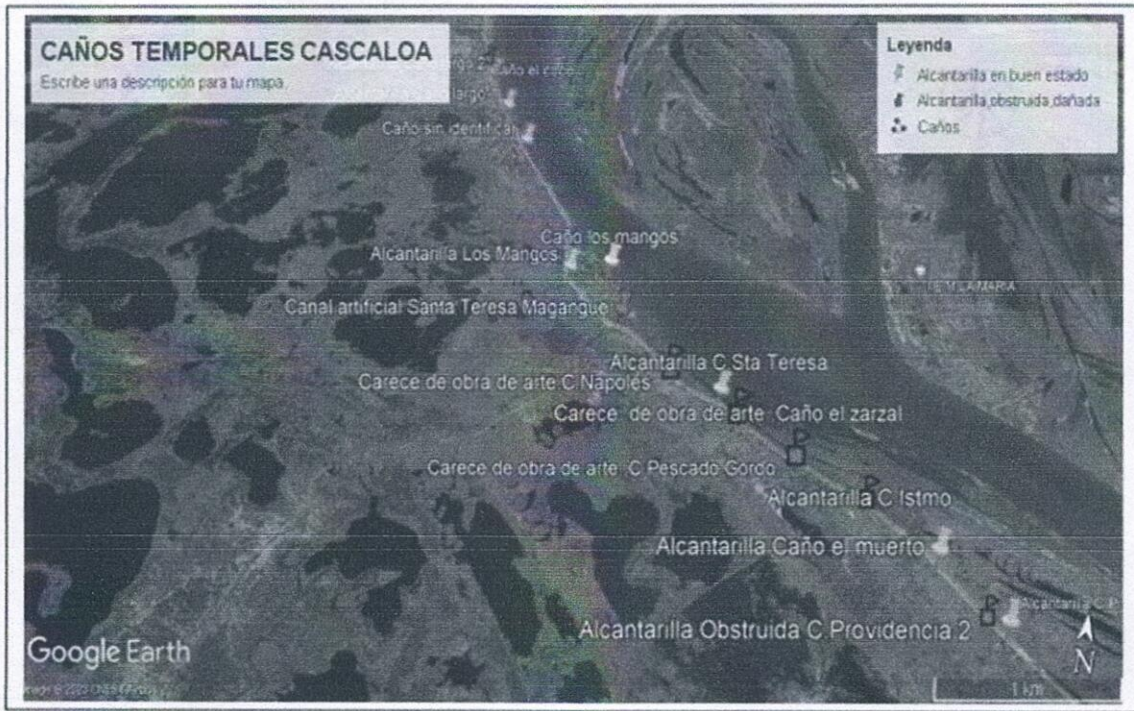 CAÑOS TEMPORALES CASCALOA
Escribe una descripción para tu mapa.
Leyenda
Alcantarilla en buen estado
Alcantarilla,obstruida,dañada
Caños
Caño sin identificar
Caño los mangos
Alcantarilla Los Mangos
Canal artificial Santa Teresa Magangue
Alcantarilla C Sta Teresa
Carece de obra de arte C Nápoles
Carece de obra de arte Caño el zarzal
Carece de obra de arte C Pescado Gordo
Alcantarilla C Istmo
Alcantarilla Caño el muerto
Alcantarilla C P
Alcantarilla Obstruida C Providencia 2
Google Earth
N
1 km